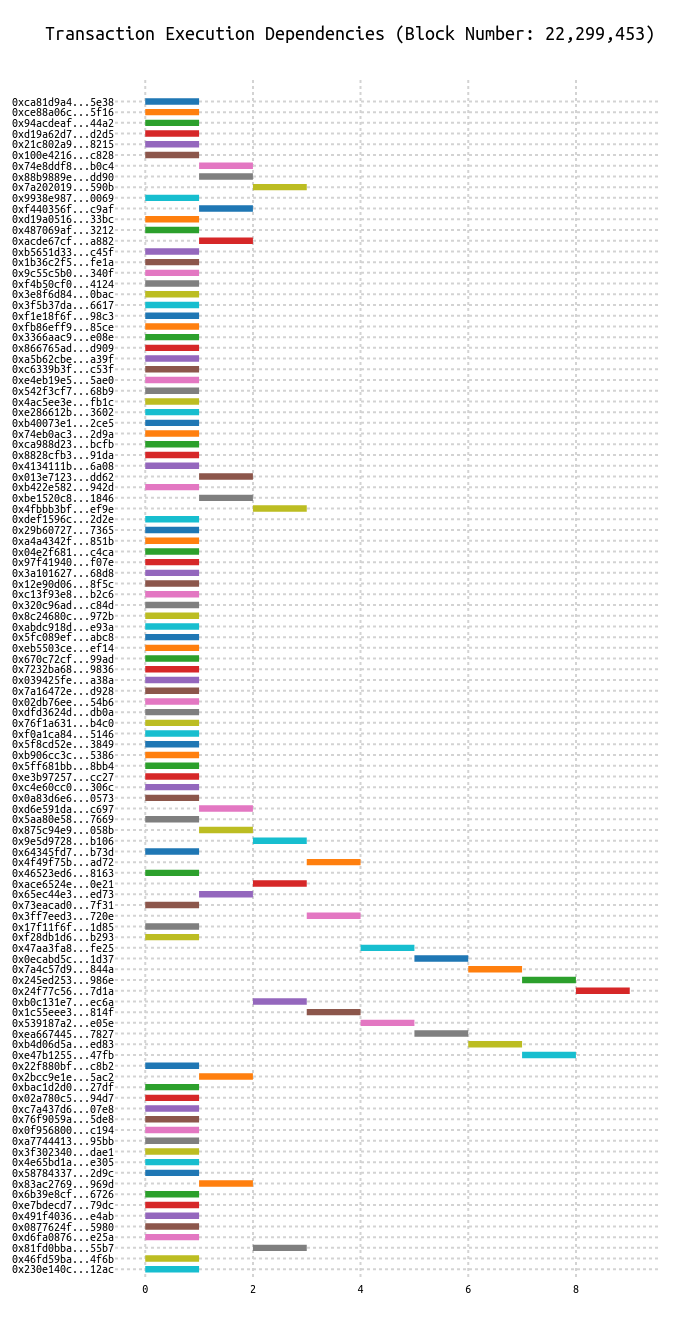 Transaction Execution Dependencies (Block Number: 22,299,453)
0xca81d9a4...5e38
0xce88a06c...5f16
0x94acdeaf...44a2
0xd19a62d7...d2d5
0x21c802a9...8215
0x100e4216...c828
0x74e8ddf8...b0c4
0x88b9889e...dd90
0x7a202019...590b
0x9938e987...0069
0xf440356f...c9af
0xd19a0516...33bc
0x487069af...3212
0xacde67cf...a882
0xb5651d33...c45f
0x1b36c2f5...fe1a
0x9c55c5b0...340f
0xf4b50cf0...4124
0x3e8f6d84...0bac
0x3f5b37da...6617
0xf1e18f6f...98c3
0xfb86eff9...85ce
0x3366aac9...e08e
0x866765ad...d909
0xa5b62cbe...a39f
0xc6339b3f...c53f
0xe4eb19e5...5ae0
0x542f3cf7...68b9
0x4ac5ee3e...fb1c
0xe286612b...3602
0xb40073e1...2ce5
0x74eb0ac3...2d9a
0xca988d23...bcfb
0x8828cfb3...91da
0x4134111b...6a08
0x013e7123...dd62
0xb422e582...942d
0xbe1520c8...1846
0x4fbbb3bf...ef9e
0xdef1596c...2d2e
0x29b60727...7365
0xa4a4342f...851b
0x04e2f681...c4ca
0x97f41940...f07e
0x3a101627...68d8
0x12e90d06...8f5c
0xc13f93e8...b2c6
0x320c96ad...c84d
0x8c24680c...972b
0xabdc918d...e93a
0x5fc089ef...abc8
0xeb5503ce...ef14
0x670c72cf...99ad
0x7232ba68...9836
0x039425fe...a38a
0x7a16472e...d928
0x02db76ee...54b6
0xdfd3624d...db0a
0x76f1a631...b4c0
0xf0a1ca84...5146
0x5f8cd52e...3849
0xb906cc3c...5386
0x5ff681bb...8bb4
0xe3b97257...cc27
0xc4e60cc0...306c
0x0a83d6e6...0573
0xd6e591da...c697
0x5aa80e58...7669
0x875c94e9...058b
0x9e5d9728...b106
0x64345fd7...b73d
0x4f49f75b...ad72
0x46523ed6...8163
0xace6524e...0e21
0x65ec44e3...ed73
0x73eacad0...7f31
0x3ff7eed3...720e
0x17f11f6f...1d85
0xf28db1d6...b293
0x47aa3fa8...fe25
0x0ecabd5c...1d37
0x7a4c57d9...844a
0x245ed253...986e
0x24f77c56...7d1a
0xb0c131e7...ec6a
0x1c55eee3...814f
0x539187a2...e05e
0xea667445...7827
0xb4d06d5a...ed83
0xe47b1255...47fb
0x22f880bf...c8b2
0x2bcc9e1e...5ac2
0xbac1d2d0...27df
0x02a780c5...94d7
0xc7a437d6...07e8
0x76f9059a...5de8
0x0f956800...c194
0xa7744413...95bb
0x3f302340...dae1
0x4e65bd1a...e305
0x58784337...2d9c
0x83ac2769...969d
0x6b39e8cf...6726
0xe7bdecd7...79dc
0x491f4036...e4ab
0x0877624f...5980
0xd6fa0876...e25a
0x81fd0bba...55b7
0x46fd59ba...4f6b
0x230e140c...12ac
0 2 4 6 8